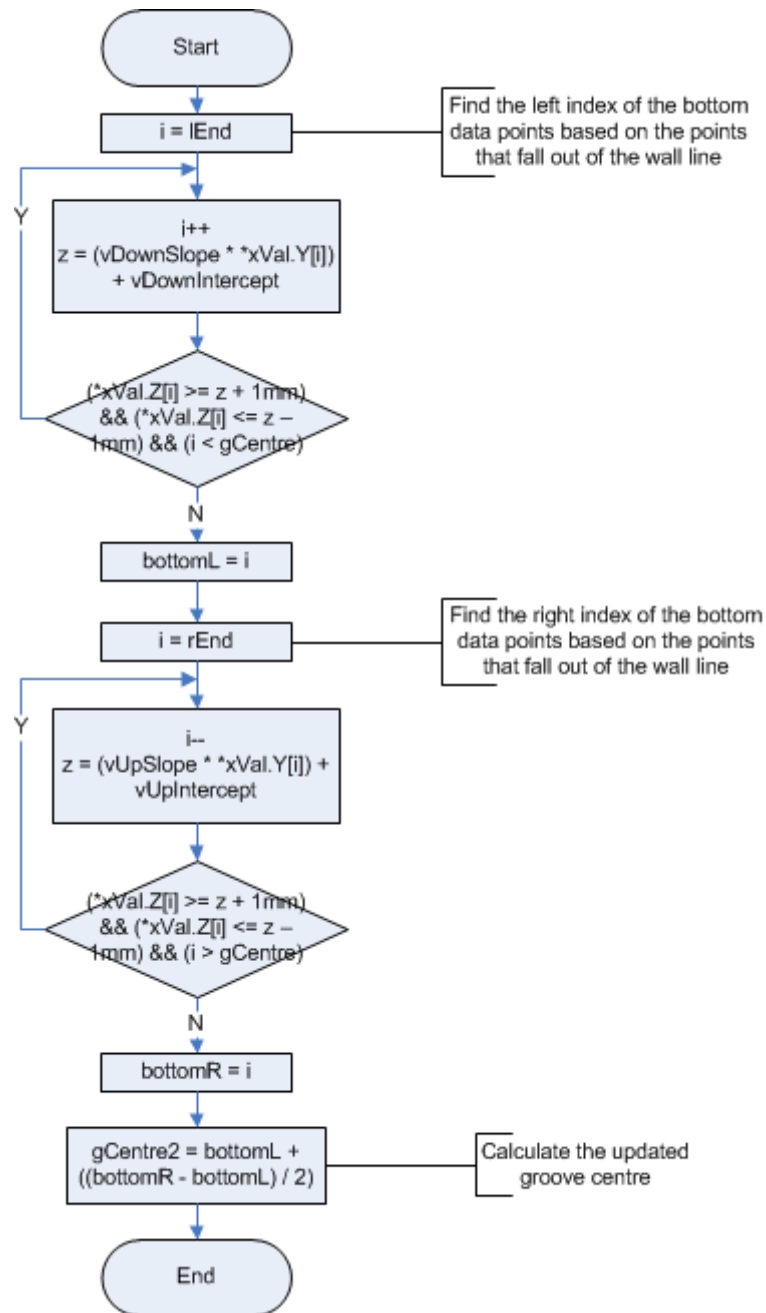 Start
i = lEnd
Find the left index of the bottom
data points based on the points
that fall out of the wall line
Y
i++
z = (vDownSlope * *xVal.Y[i])
+ vDownIntercept
(*xVal.Z[i] >= z + 1mm)
&& (*xVal.Z[i] <= z –
1mm) && (i < gCentre)
N
bottomL = i
i = rEnd
Find the right index of the bottom
data points based on the points
that fall out of the wall line
Y
i--
z = (vUpSlope * *xVal.Y[i]) +
vUpIntercept
(*xVal.Z[i] >= z + 1mm)
&& (*xVal.Z[i] <= z –
1mm) && (i > gCentre)
N
bottomR = i
gCentre2 = bottomL +
((bottomR - bottomL) / 2)
Calculate the updated
groove centre
End